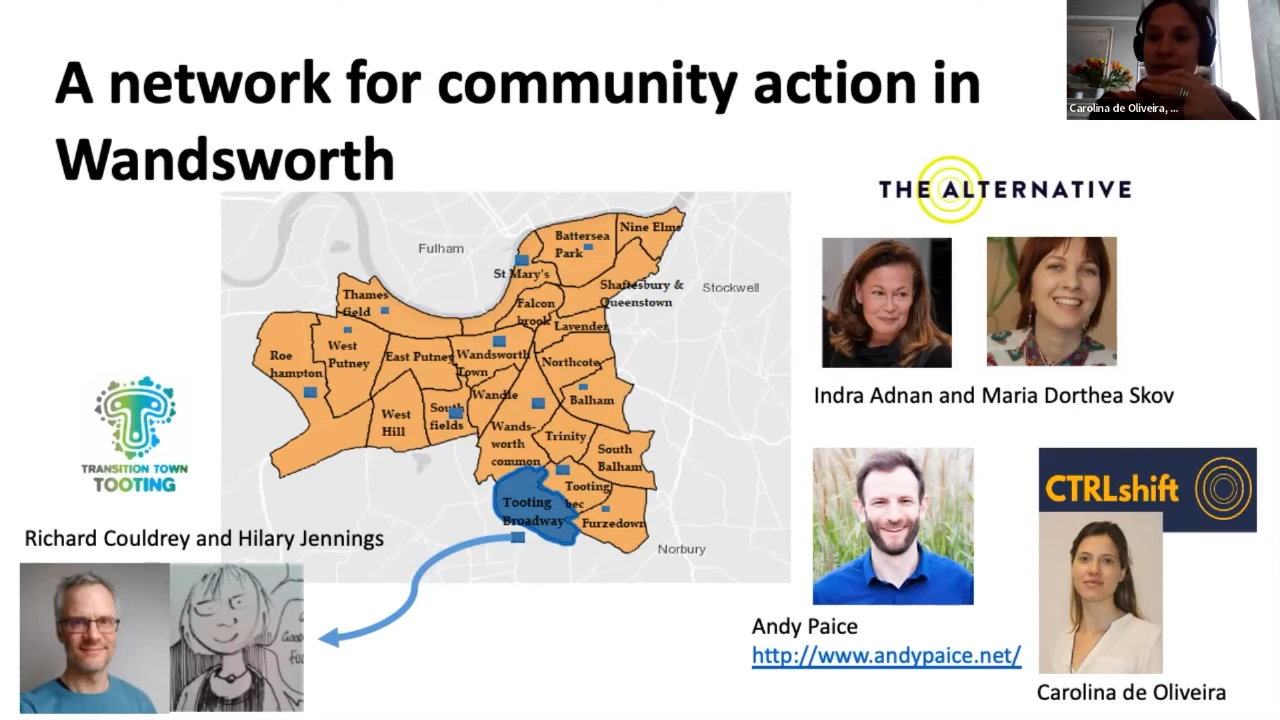 A network for community action in
Wandsworth
Carolina de Oliveira, ...
THE ALTERNATIVE
Fulham
Stockwell
Norbury
Nine Elms
Battersea
Park
St Mary's
Shaftesbury &
Queenstown
Thames
field
Falcon
brook
Lavender
West
Putney
East Putney
Wandsworth
Town
Northcote
Roe
hampton
Wandle
Balham
West
Hill
South
fields
Wands-
worth
common
Trinity
South
Balham
Tooting
bec
Tooting
Broadway
Furzedown
TRANSITION TOWN
TOOTING
Richard Couldrey and Hilary Jennings
Indra Adnan and Maria Dorthea Skov
CTRLshift
Andy Paice
http://www.andypaice.net/
Carolina de Oliveira